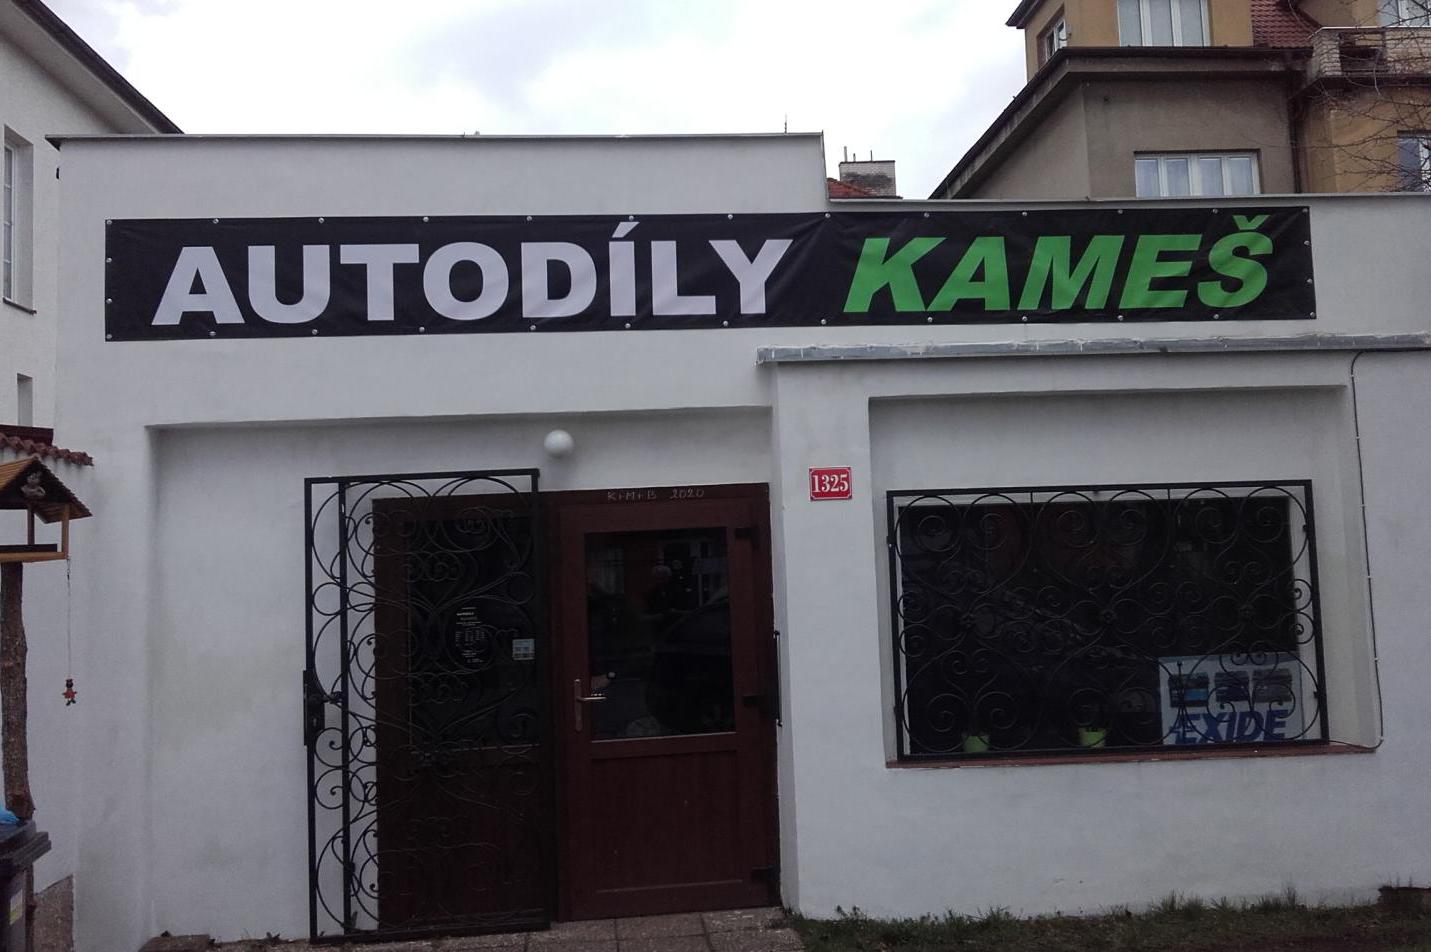 AUTODÍLY KAMEŠ
K+M+B 2020
1325
EXIDE